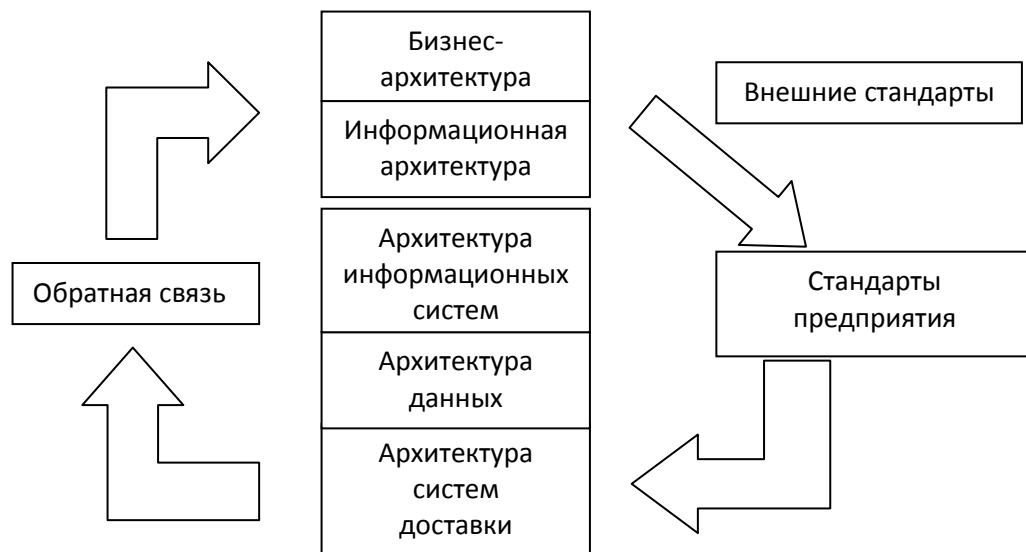 Бизнес-
архитектура
Информационная
архитектура
Архитектура
информационных
систем
Архитектура
данных
Архитектура
систем
доставки
Внешние стандарты
Стандарты
предприятия
Обратная связь